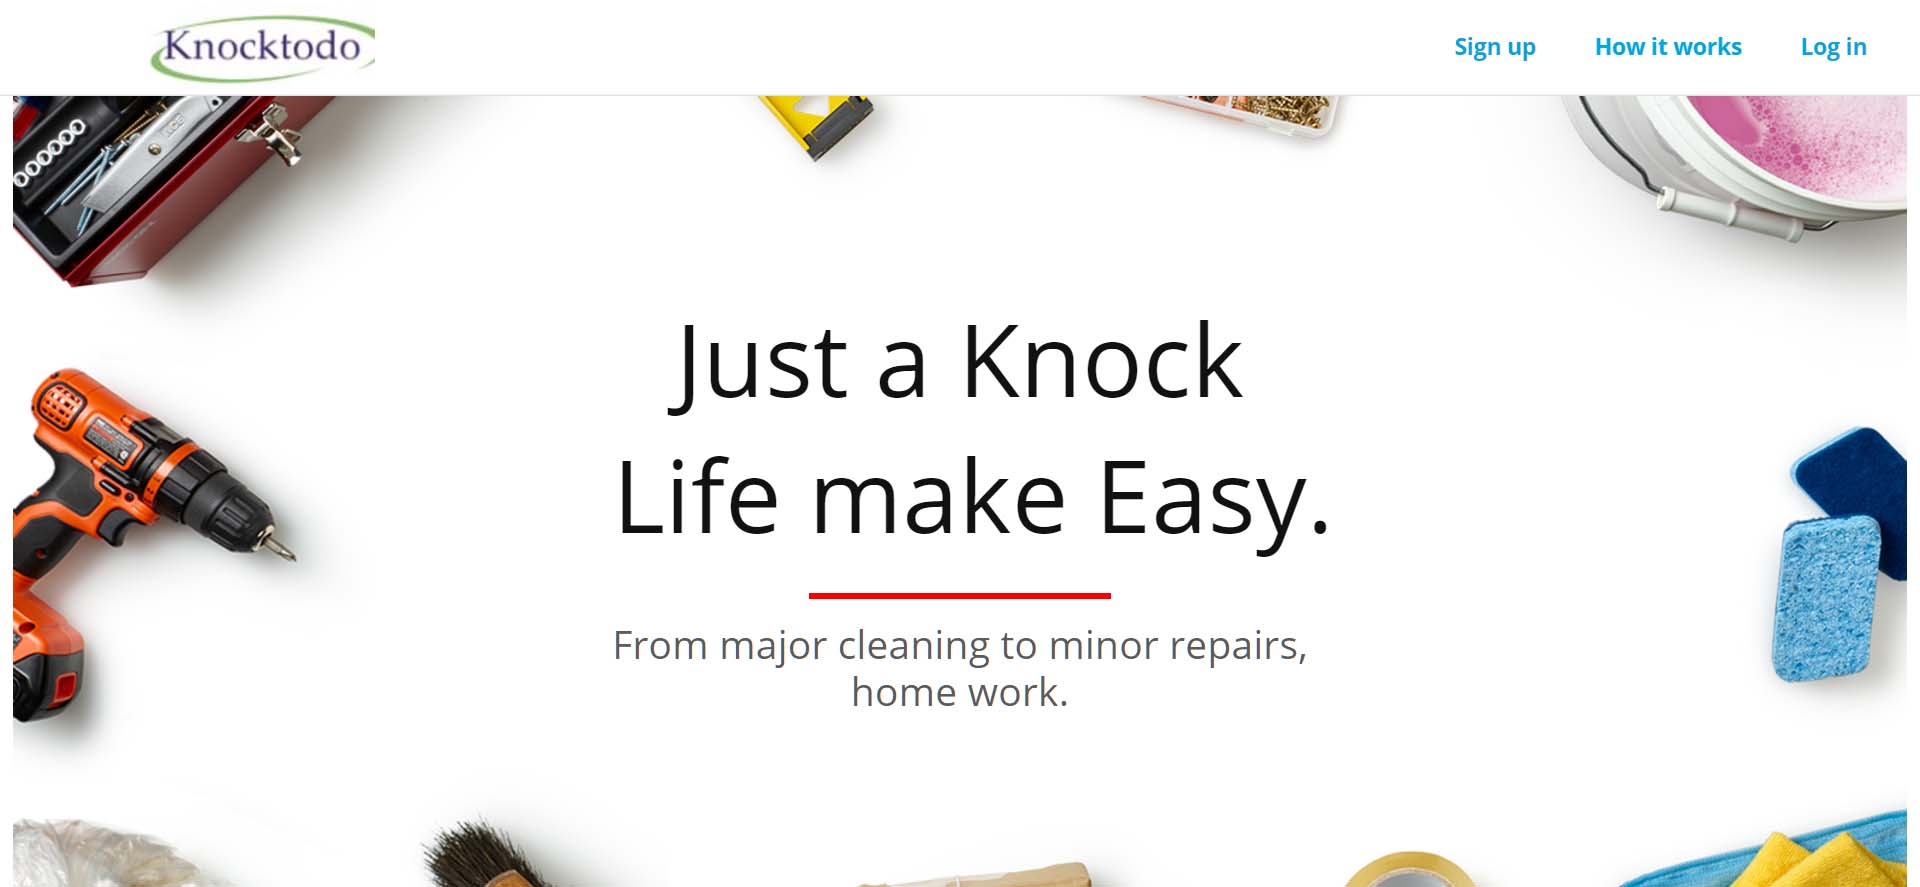 Knocktodo
Sign up
How it works
Log in
Just a Knock
Life make Easy.
From major cleaning to minor repairs,
home work.